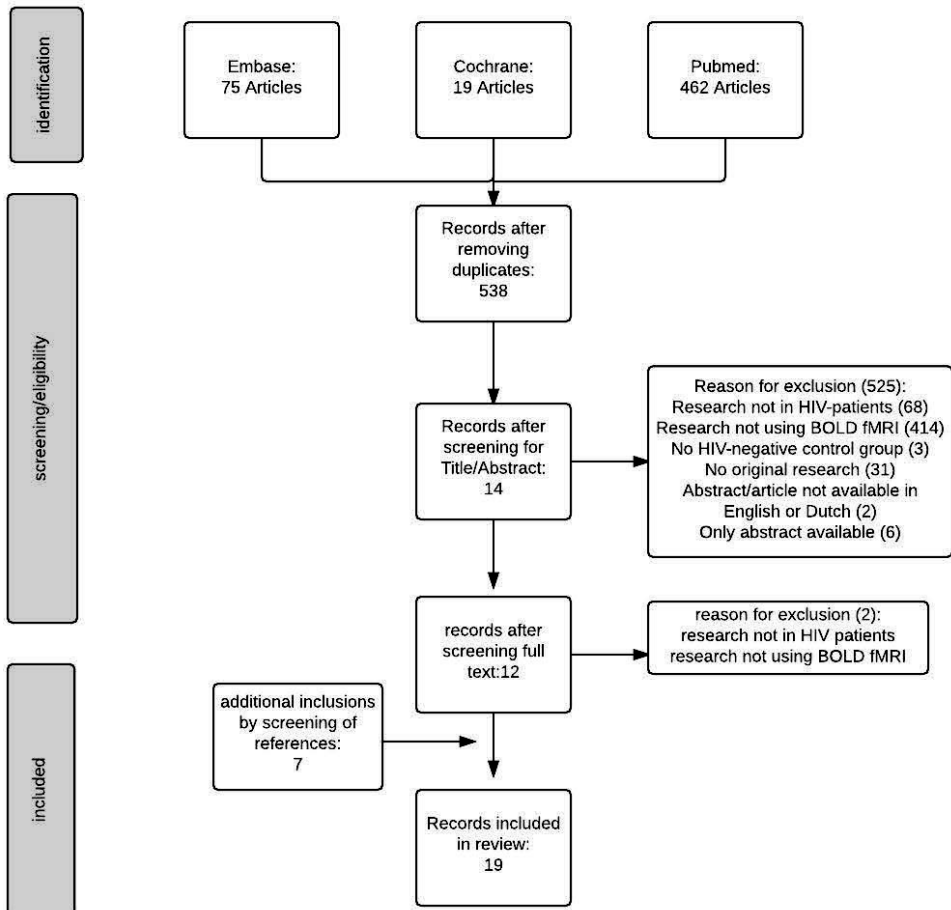 identification
Embase:
75 Articles
Cochrane:
19 Articles
Pubmed:
462 Articles
screening/eligibility
Records after
removing
duplicates:
538
Records after
screening for
Title/Abstract:
14
Reason for exclusion (525):
Research not in HIV-patients (68)
Research not using BOLD fMRI (414)
No HIV-negative control group (3)
No original research (31)
Abstract/article not available in
English or Dutch (2)
Only abstract available (6)
records after
screening full
text:12
reason for exclusion (2):
research not in HIV patients
research not using BOLD fMRI
included
additional inclusions
by screening of
references:
7
Records included
in review:
19